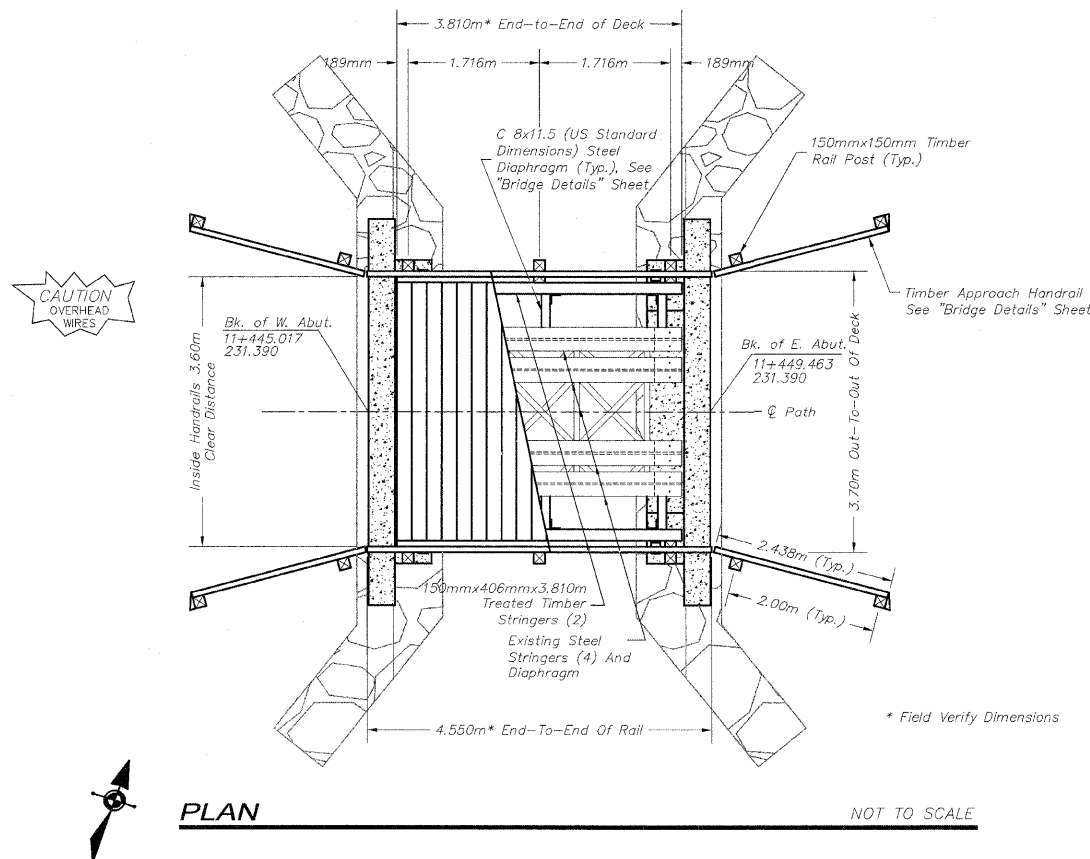 3.810m* End-to-End of Deck
189mm
1.716m
1.716m
189mm
C 8x11.5 (US Standard
Dimensions) Steel
Diaphragm (Typ.), See
"Bridge Details" Sheet
150mmx150mm Timber
Rail Post (Typ.)
CAUTION
OVERHEAD
WIRES
Timber Approach Handrail
See "Bridge Details" Sheet
Bk. of W. Abut.
11+445.017
231.390
Bk. of E. Abut.
11+449.463
231.390
Inside Handrails 3.60m
Clear Distance
℄ Path
3.70m Out-To-Out Of Deck
2.438m (Typ.)
2.00m (Typ.)
150mmx406mmx3.810m
Treated Timber
Stringers (2)
Existing Steel
Stringers (4) And
Diaphragm
* Field Verify Dimensions
4.550m* End-To-End Of Rail
PLAN
NOT TO SCALE